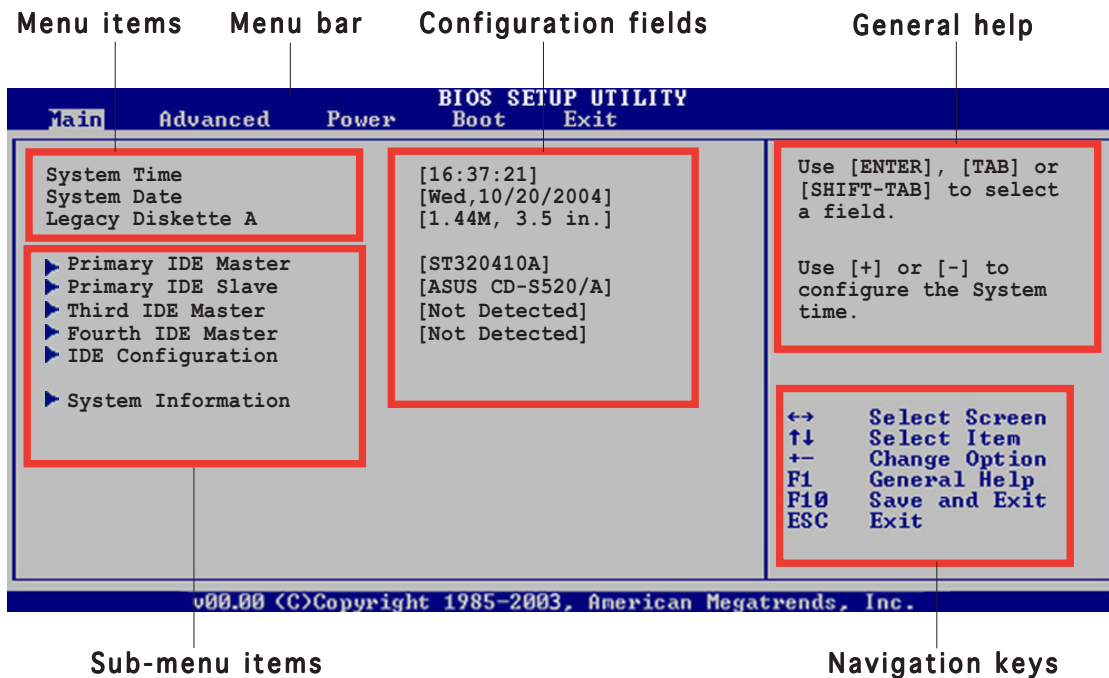 Menu items Menu bar Configuration fields General help
BIOS SETUP UTILITY
Main Advanced Power Boot Exit
System Time [16:37:21]
System Date [Wed,10/20/2004]
Legacy Diskette A [1.44M, 3.5 in.]
Primary IDE Master [ST320410A]
Primary IDE Slave [ASUS CD-S520/A]
Third IDE Master [Not Detected]
Fourth IDE Master [Not Detected]
IDE Configuration
System Information
Use [ENTER], [TAB] or
[SHIFT-TAB] to select
a field.
Use [+] or [-] to
configure the System
time.
←→ Select Screen
↑↓ Select Item
+- Change Option
F1 General Help
F10 Save and Exit
ESC Exit
v00.00 (C)Copyright 1985-2003, American Megatrends, Inc.
Sub-menu items Navigation keys